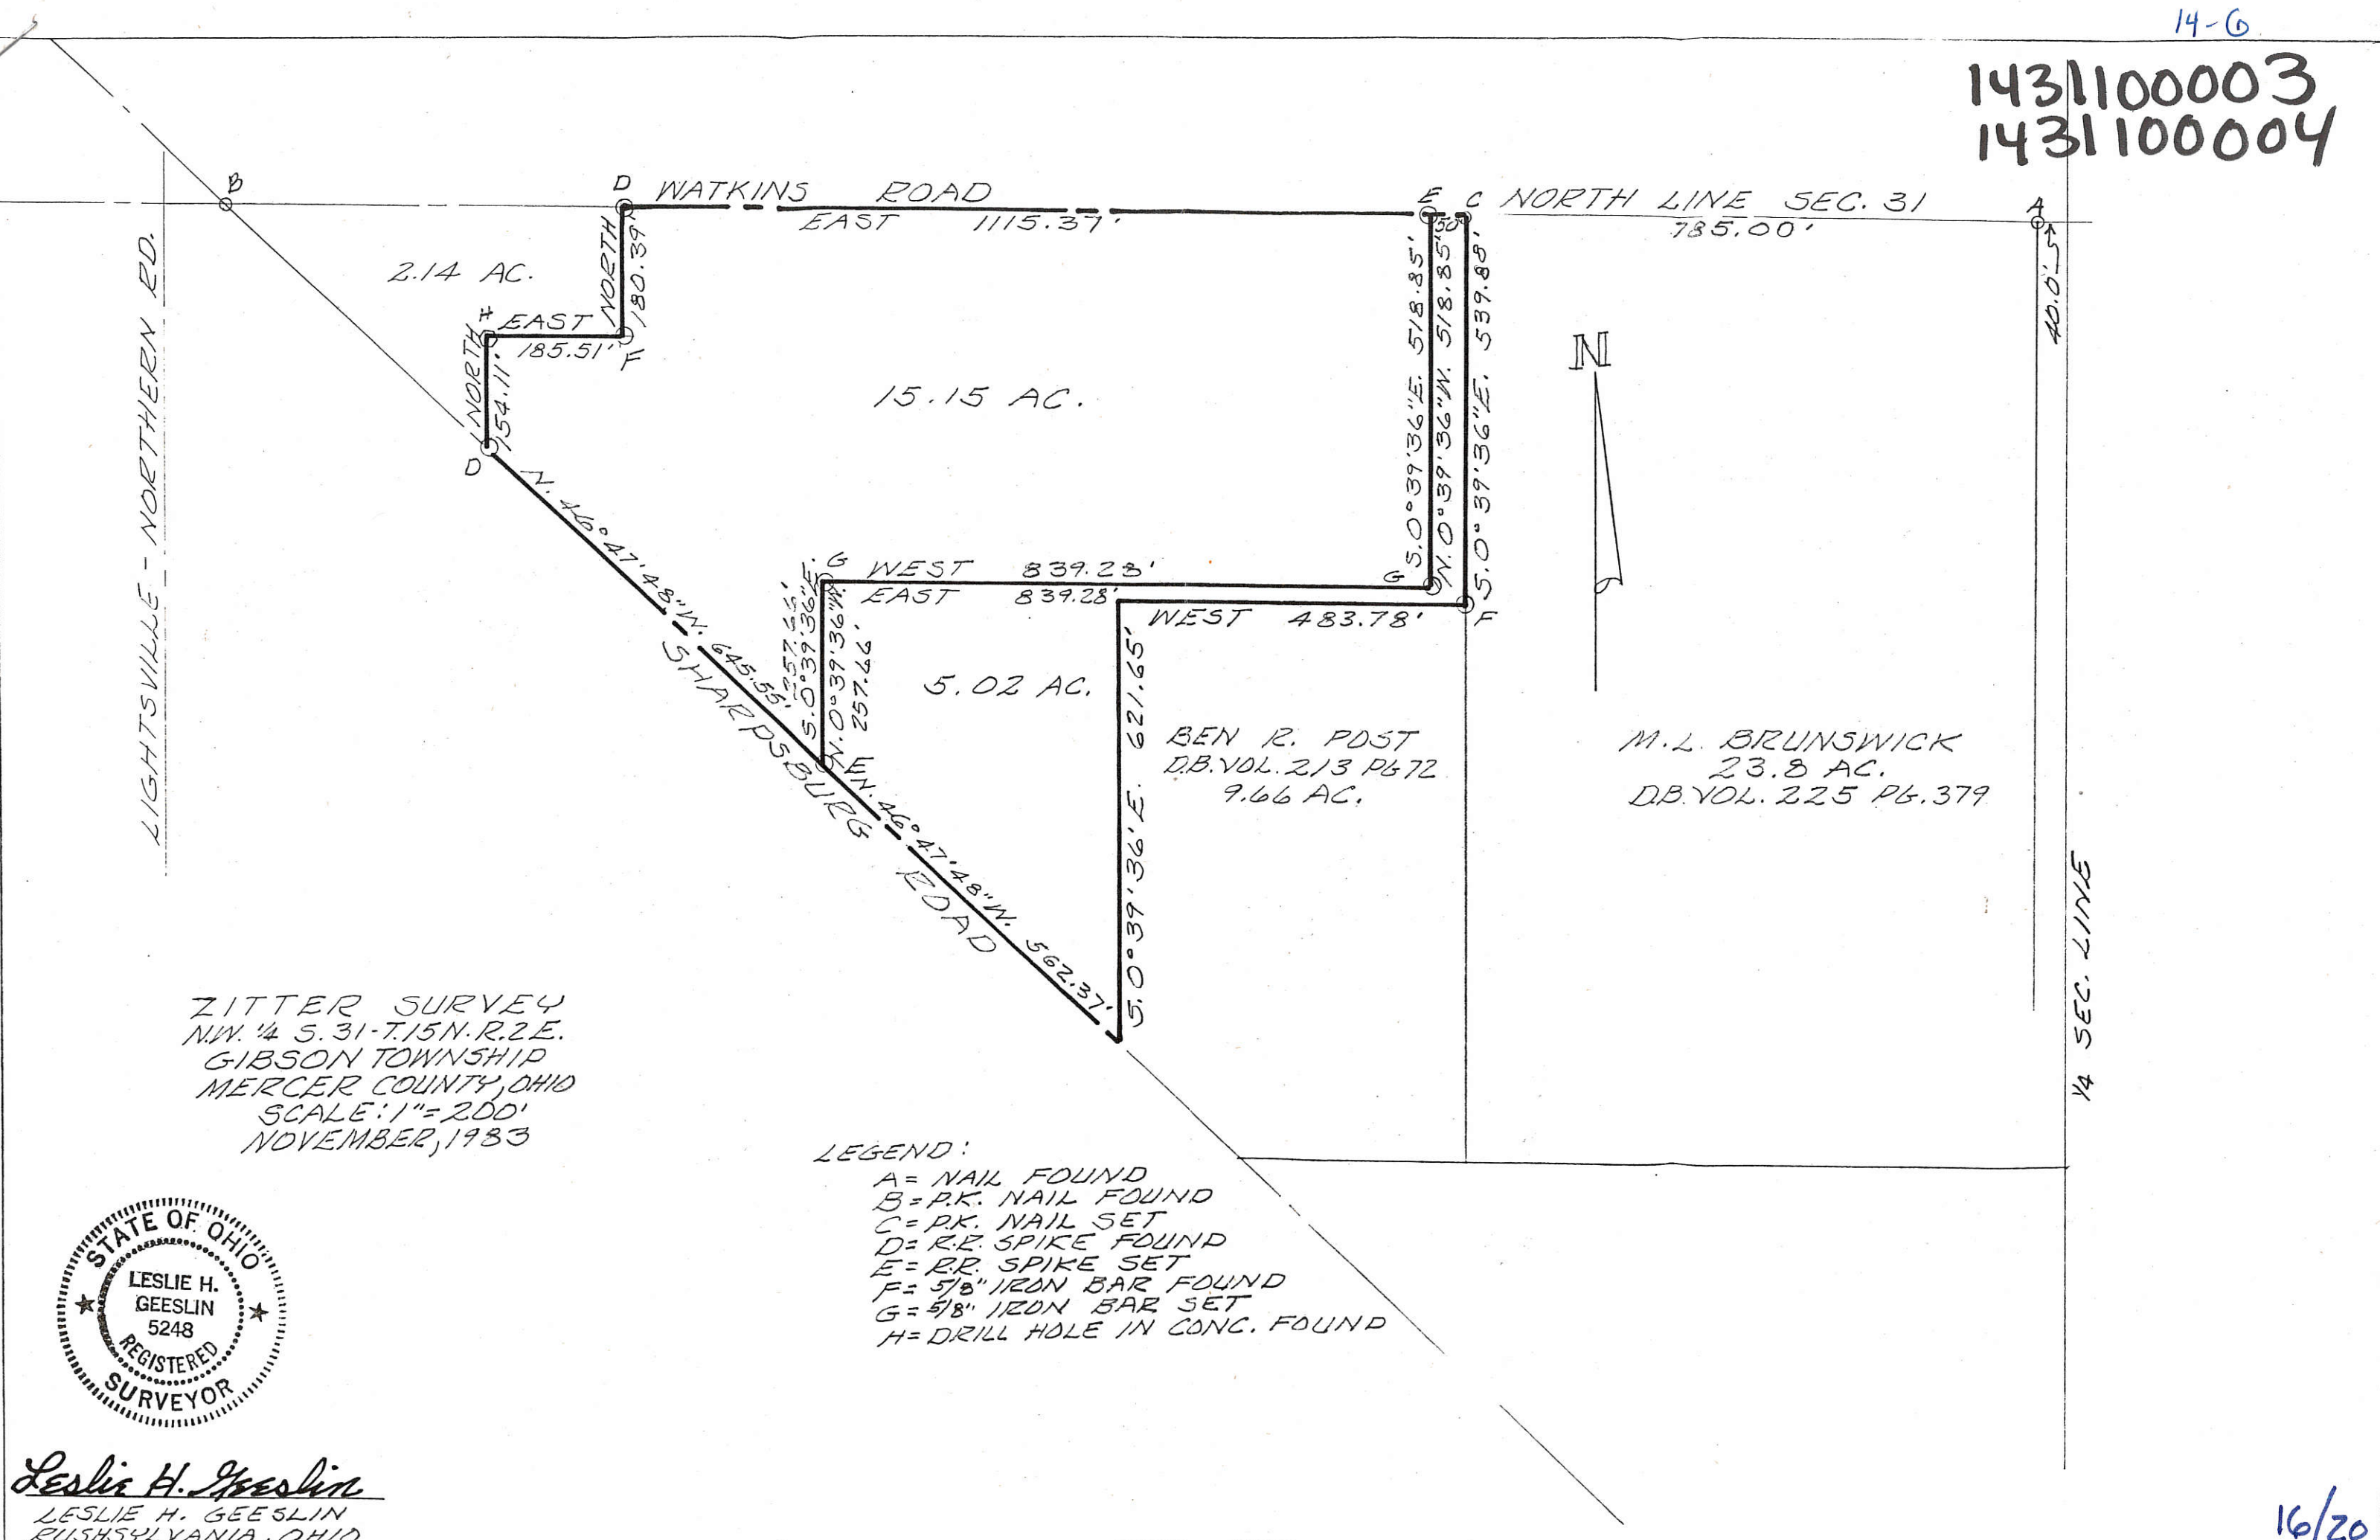 14-G
1431100003
1431100004
B
D
WATKINS ROAD
EAST 1115.37'
E
50'
C
NORTH LINE SEC. 31
785.00'
A
40.0'
LIGHTSVILLE - NORTHERN RD.
2.14 AC.
NORTH
180.39'
H
EAST
185.51'
F
NORTH
154.11'
D
15.15 AC.
S.0°39'36"E. 518.85'
N.0°39'36"W. 518.85'
S.0°39'36"E. 539.88'
N
N. 46°47'48"W. 645.55'
SHARPSBURG ROAD
G
WEST 839.28'
G
EAST 839.28'
WEST 483.78'
F
257.65'
S.0°39'36"E.
N.0°39'36"W.
257.66'
E
5.02 AC.
N. 46°47'48"W. 562.37'
S.0°39'36'E. 621.65'
BEN R. POST
D.B. VOL. 213 PG 72
9.66 AC.
M.L. BRUNSWICK
23.8 AC.
D.B. VOL. 225 PG. 379
1/4 SEC. LINE
ZITTER SURVEY
N.W. 1/4 S. 31-T.15N.-R.2E.
GIBSON TOWNSHIP
MERCER COUNTY, OHIO
SCALE: 1"=200'
NOVEMBER, 1983
LEGEND:
A= NAIL FOUND
B= P.K. NAIL FOUND
C= P.K. NAIL SET
D= R.R. SPIKE FOUND
E= R.R. SPIKE SET
F= 5/8" IRON BAR FOUND
G= 5/8" IRON BAR SET
H= DRILL HOLE IN CONC. FOUND
STATE OF OHIO
LESLIE H.
GEESLIN
5248
REGISTERED
SURVEYOR
Leslie H. Geeslin
LESLIE H. GEESLIN
RUSHSYLVANIA, OHIO
16/20